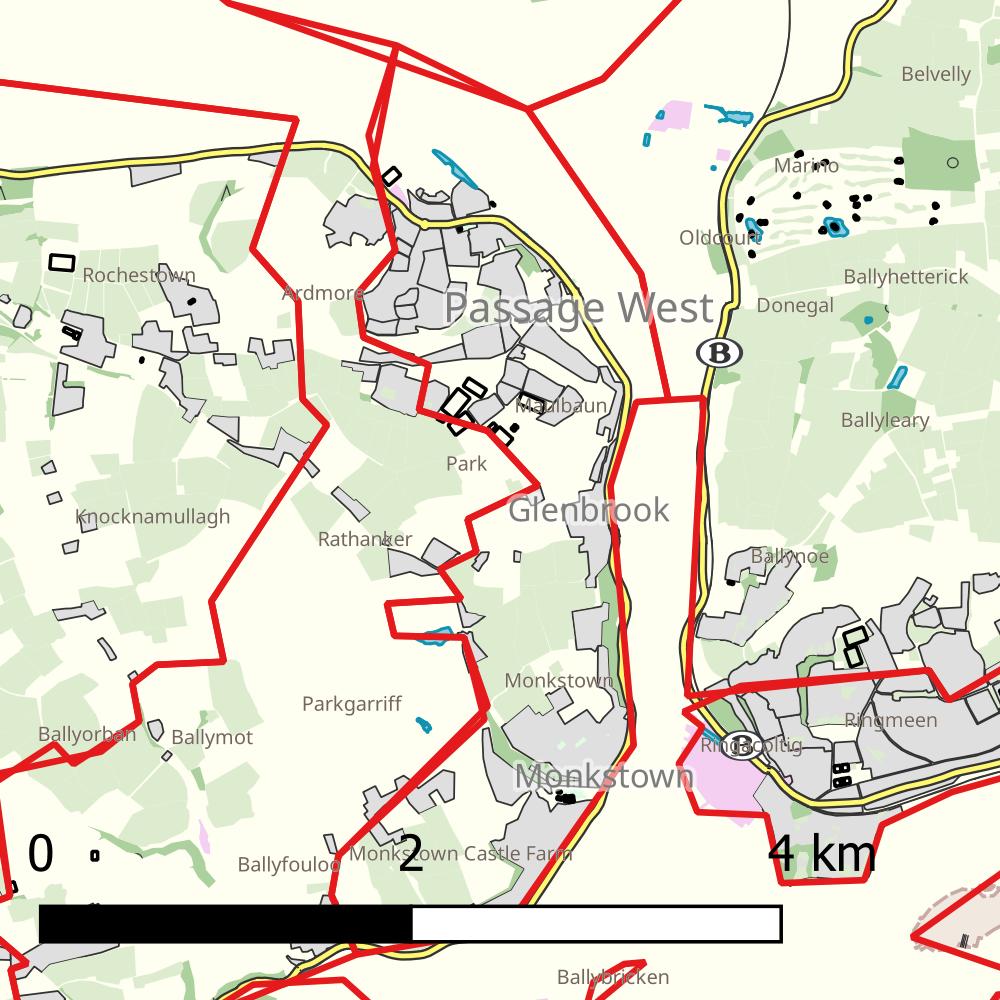 Belvelly
Marino
Oldcourt
Rochestown
Ballyhetterick
Ardmore
Passage West
Donegal
B
Maulbaun
Ballyleary
Park
Glenbrook
Knocknamullagh
Rathanker
Ballynoe
Monkstown
Parkgarriff
Ringmeen
Ballyorban
Ballymot
Ringacoltig
B
Monkstown
0
2
4 km
Ballyfouloo
Monkstown Castle Farm
Ballybricken